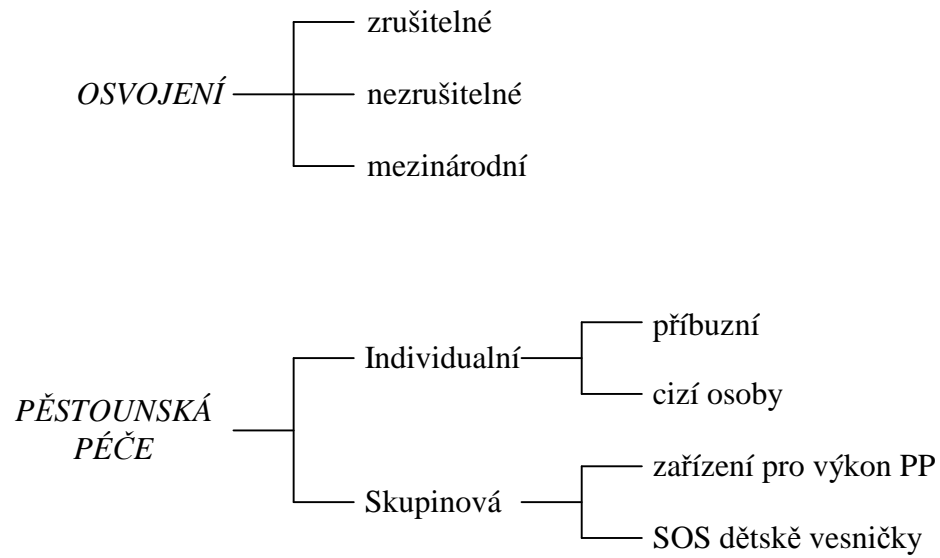 zrušitelné
OSVOJENÍ
nezrušitelné
mezinárodní
příbuzní
Individualní
cizí osoby
PĚSTOUNSKÁ
PÉČE
zařízení pro výkon PP
Skupinová
SOS dětskě vesničky